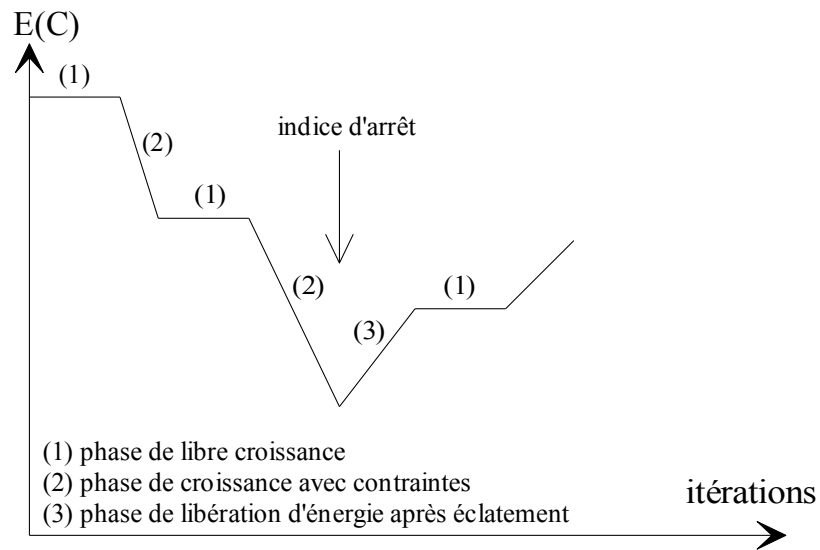 E(C)
(1)
indice d'arrêt
(2)
(1)
(2)
(1)
(3)
(1) phase de libre croissance
(2) phase de croissance avec contraintes
(3) phase de libération d'énergie après éclatement
itérations